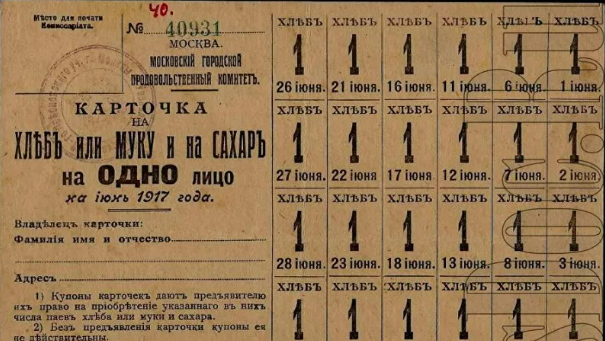 Мѣсто для печати
Комиссаріата.
40.
№ 40931
МОСКВА.
МОСКОВСКІЙ ГОРОДСКОЙ
ПРОДОВОЛЬСТВЕННЫЙ КОМИТЕТЪ.
КАРТОЧКА
НА
ХЛѢБЪ или МУКУ и на САХАРЪ
на ОДНО лицо
на іюнь 1917 года.
Владѣлецъ карточки:
Фамилія имя и отчество
Адресъ
1) Купоны карточекъ даютъ предъявителю
ихъ право на пріобрѣтеніе указаннаго въ нихъ
числа паевъ хлѣба или муки и сахара.
2) Безъ предъявленія карточки купоны ея
не дѣйствительны.
ХЛѢБЪ ХЛѢБЪ ХЛѢБЪ ХЛѢБЪ ХЛѢБЪ ХЛѢБЪ
1 1 1 1 1 1
26 іюня. 21 іюня. 16 іюня. 11 іюня. 6 іюня. 1 іюня.
ХЛѢБЪ ХЛѢБЪ ХЛѢБЪ ХЛѢБЪ ХЛѢБЪ ХЛѢБЪ
1 1 1 1 1 1
27 іюня. 22 іюня. 17 іюня. 12 іюня. 7 іюня. 2 іюня.
ХЛѢБЪ ХЛѢБЪ ХЛѢБЪ ХЛѢБЪ ХЛѢБЪ ХЛѢБЪ
1 1 1 1 1 1
28 іюня. 23 іюня. 18 іюня. 13 іюня. 8 іюня. 3 іюня.
ХЛѢБЪ ХЛѢБЪ ХЛѢБЪ ХЛѢБЪ ХЛѢБЪ ХЛѢБЪ
1 1 1 1 1 1